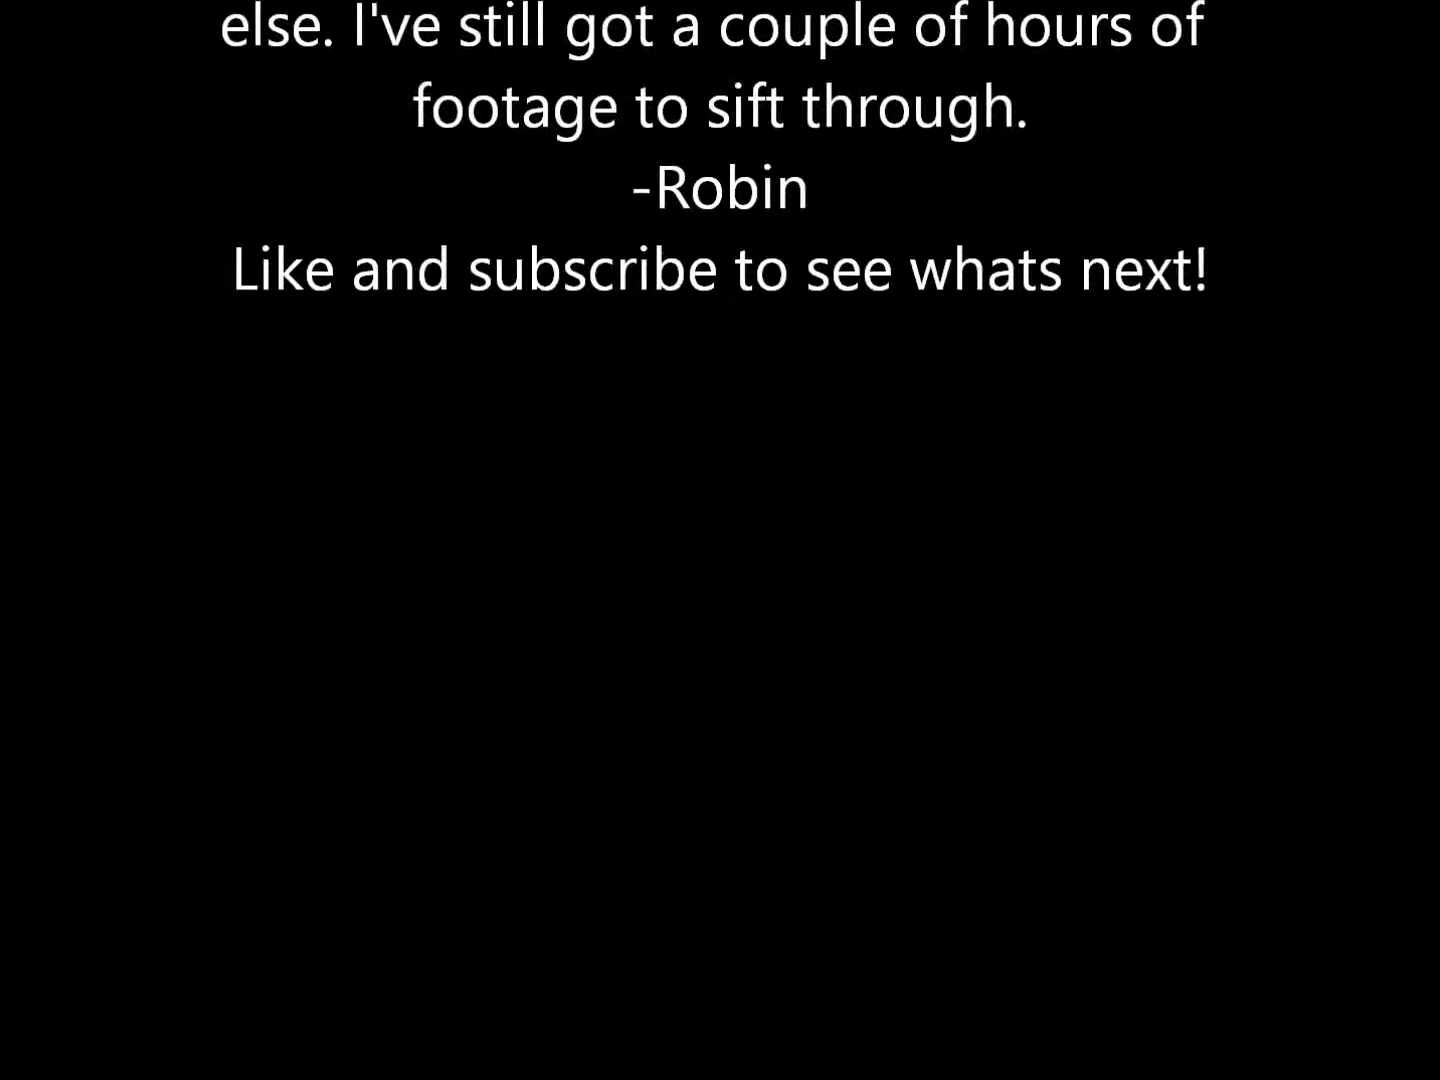 else. I've still got a couple of hours of
footage to sift through.
-Robin
Like and subscribe to see whats next!